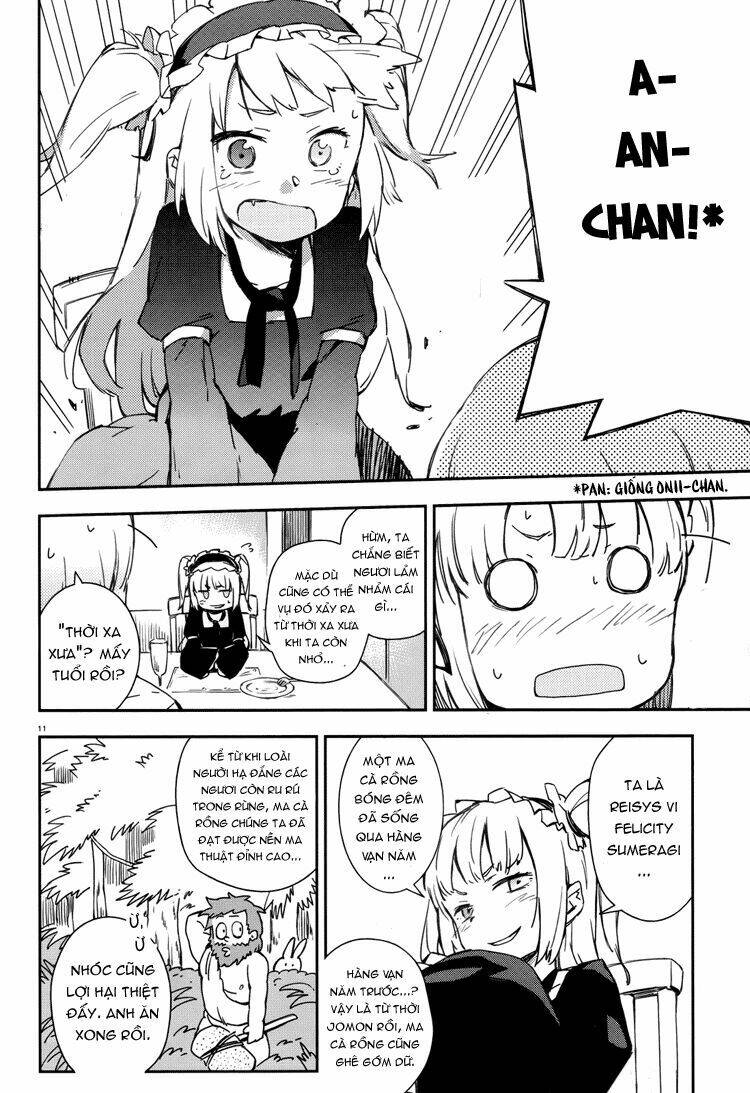 A-
AN-
CHAN!*
*PAN: GIỐNG ONII-CHAN.
HỪM, TA
CHẲNG BIẾT
NGƯƠI LẢM
NHẢM CÁI
GÌ...
MẶC DÙ
CŨNG CÓ THỂ
VỤ ĐÓ XẢY RA
TỪ THỜI XA XƯA
KHI TA CÒN
NHỎ...
"THỜI XA
XƯA"? MẤY
TUỔI RỒI?
11
TA LÀ
REISYS VI
FELICITY
SUMERAGI
...
MỘT MA
CÀ RỒNG
BÓNG ĐÊM
ĐÃ SỐNG
QUA HÀNG
VẠN NĂM
...
HÀNG VẠN
NĂM TRƯỚC...?
VẬY LÀ TỪ THỜI
JOMON RỒI, MA
CÀ RỒNG CŨNG
GHÊ GỚM DỮ.
KỂ TỪ KHI LOÀI
NGƯỜI HẠ ĐẲNG CÁC
NGƯƠI CÒN RU RÚ
TRONG RỪNG, MA CÀ
RỒNG CHÚNG TA ĐÃ
ĐẠT ĐƯỢC NỀN MA
THUẬT ĐỈNH CAO...
Ừ,
Ừ
NHÓC CŨNG
LỢI HẠI THIỆT
ĐẤY. ANH ĂN
XONG RỒI.